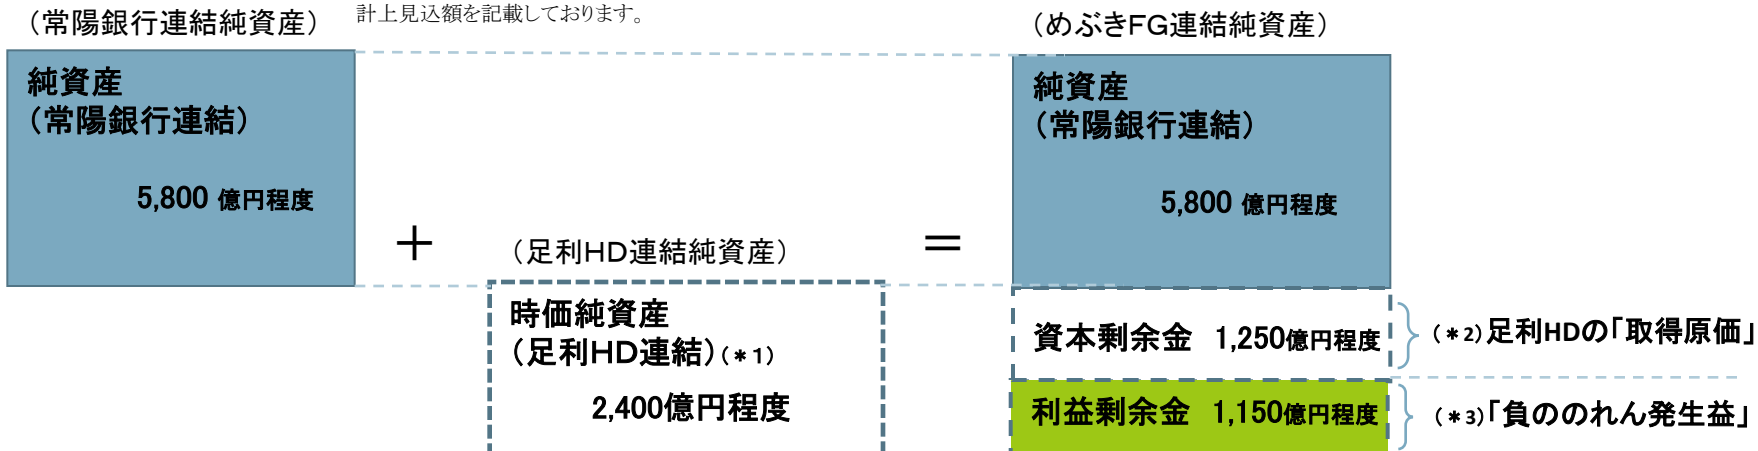 計上見込額を記載しております。
（常陽銀行連結純資産）
純資産
（常陽銀行連結）
5,800 億円程度
＋
（足利HD連結純資産）
時価純資産
（足利HD連結）(＊1)
2,400億円程度
＝
（めぶきFG連結純資産）
純資産
（常陽銀行連結）
5,800 億円程度
資本剰余金 1,250億円程度
(＊2)足利HDの「取得原価」
利益剰余金 1,150億円程度
(＊3)「負ののれん発生益」